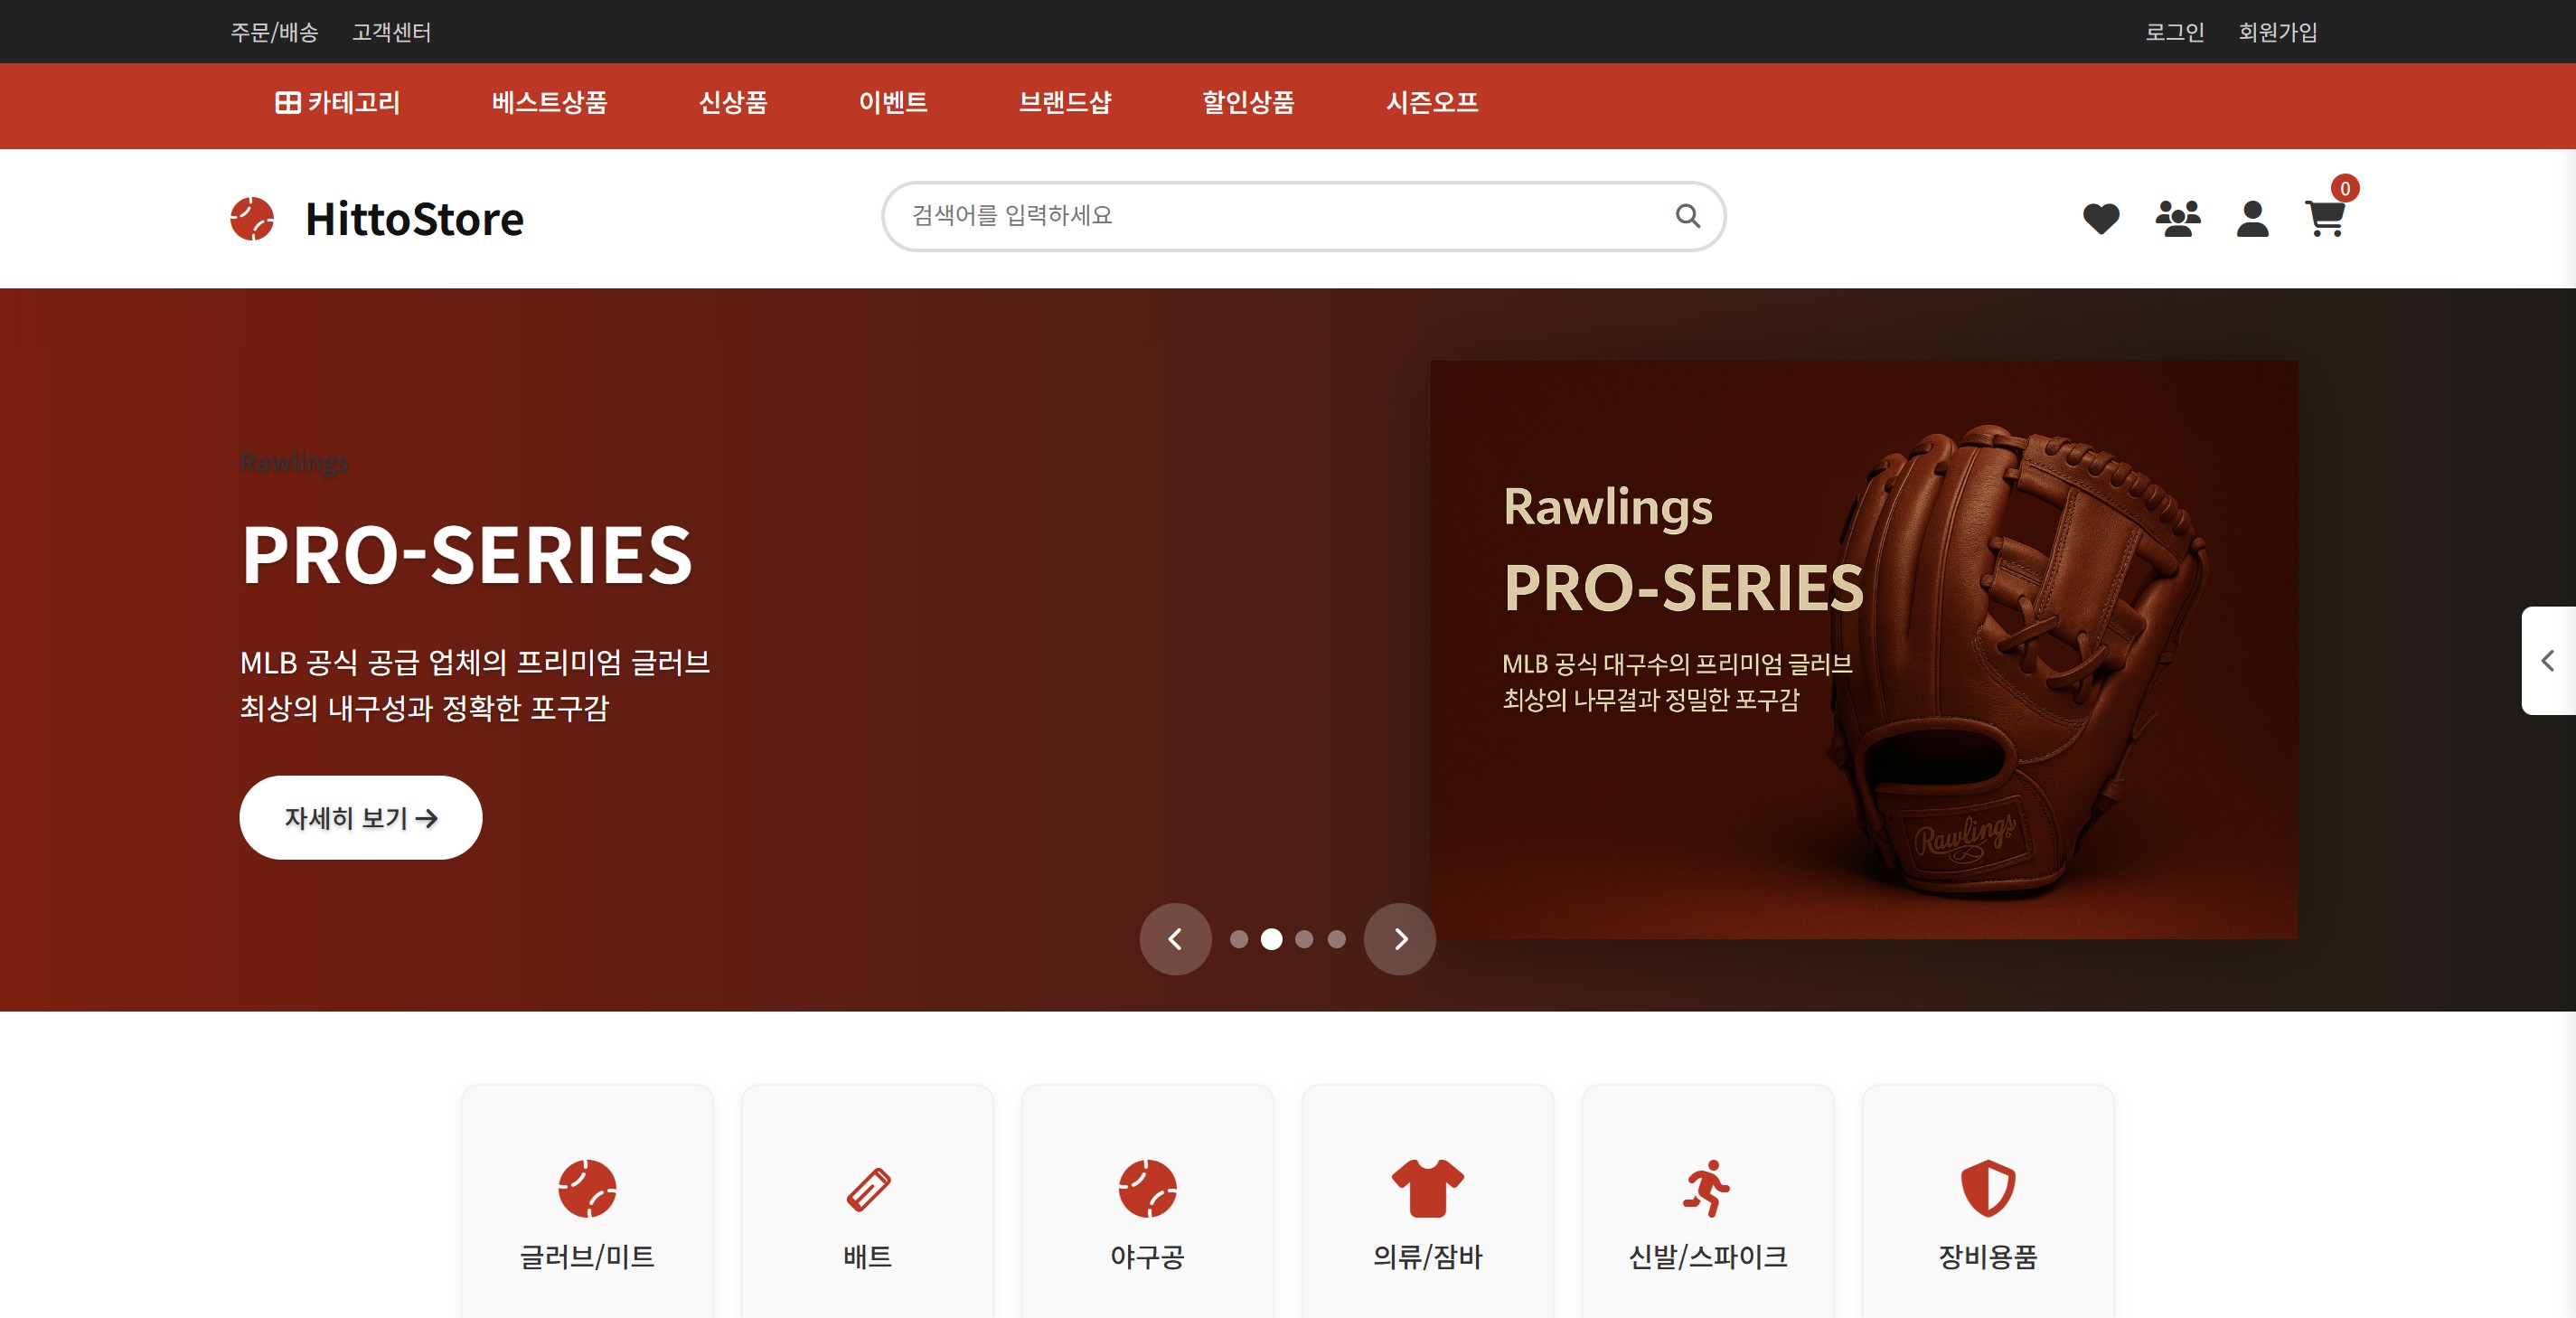 주문/배송 고객센터 로그인 회원가입
카테고리 베스트상품 신상품 이벤트 브랜드샵 할인상품 시즌오프
0
HittoStore 검색어를 입력하세요
Rawlings
PRO-SERIES
MLB 공식 공급 업체의 프리미엄 글러브
최상의 내구성과 정확한 포구감
자세히 보기
Rawlings
PRO-SERIES
MLB 공식 대구수의 프리미엄 글러브
최상의 나무결과 정밀한 포구감
Rawlings
글러브/미트 배트 야구공 의류/잠바 신발/스파이크 장비용품